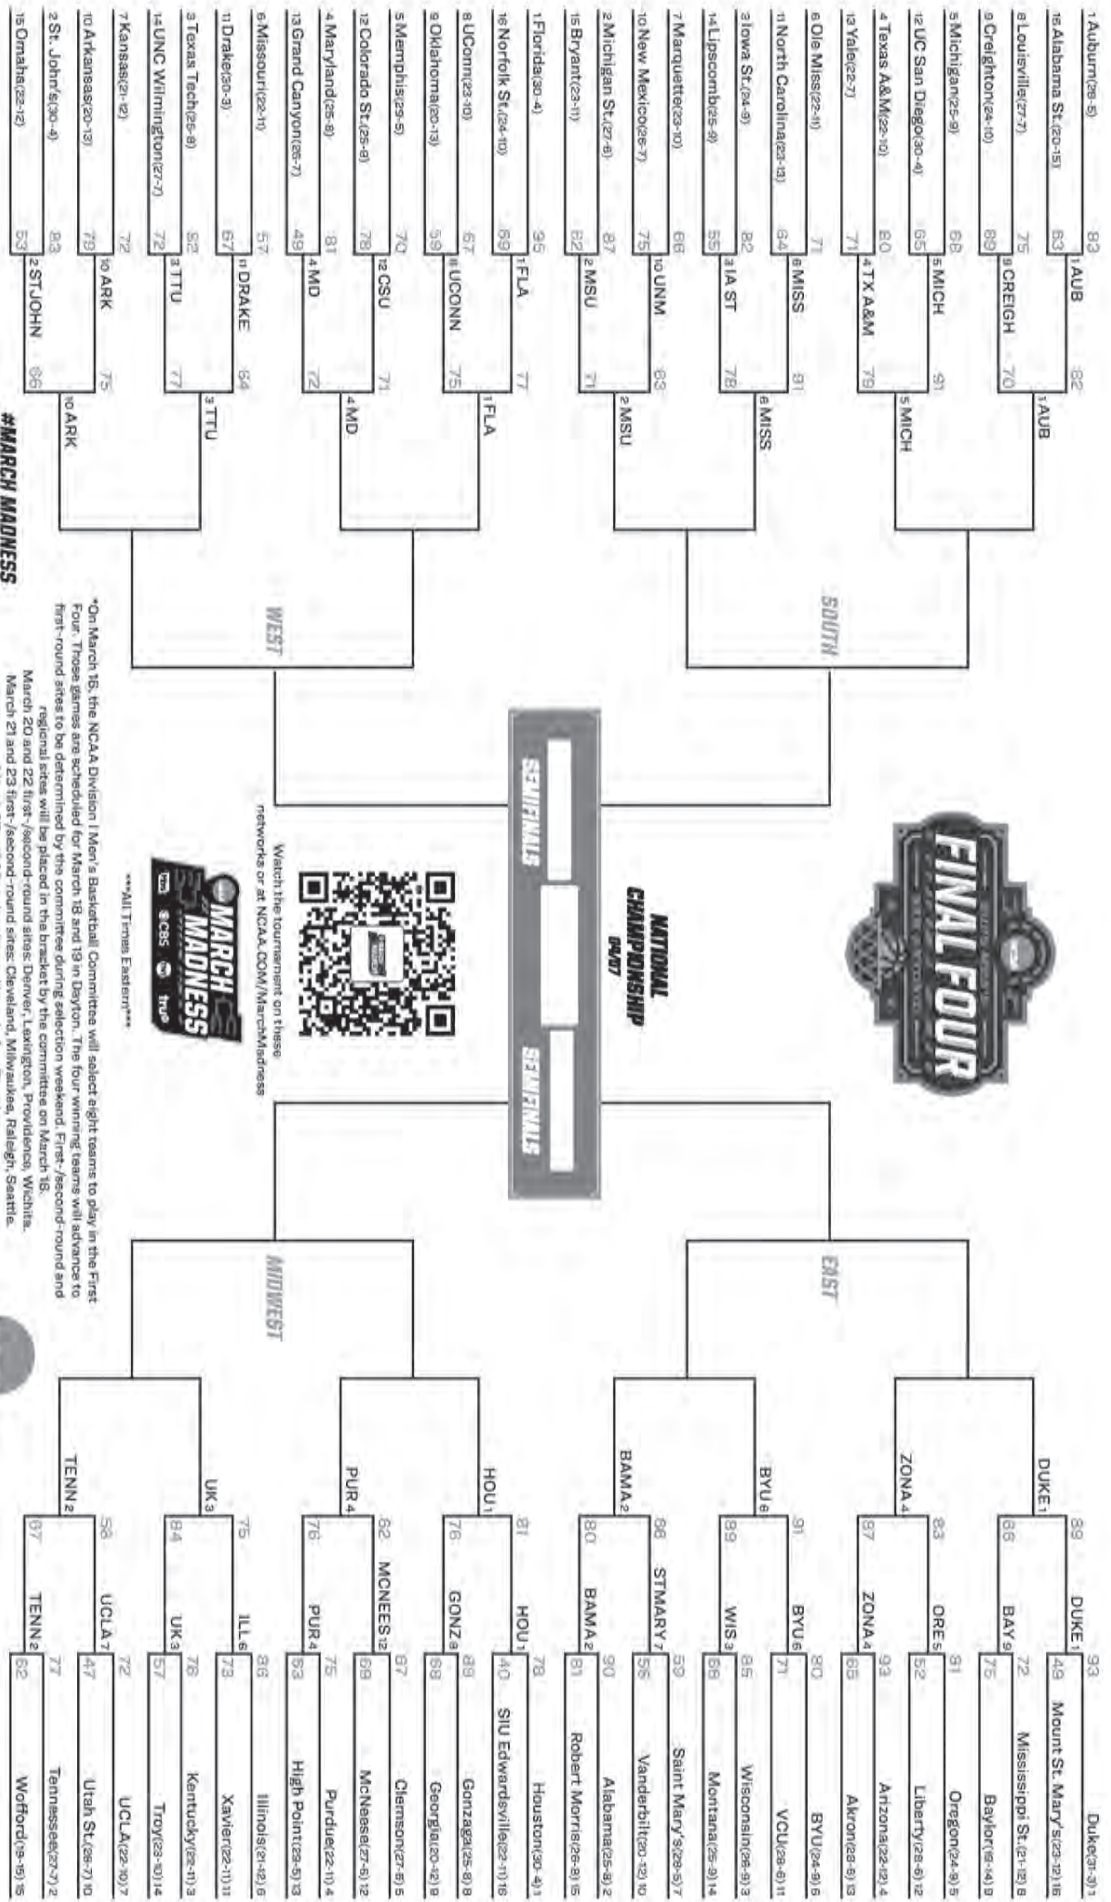 1 Auburn(28-5) 83
16 Alabama St.(20-15) 63
8 Louisville(27-7) 75
9 Creighton(24-10) 89
5 Michigan(25-9) 68
12 UC San Diego(30-4) 65
4 Texas A&M(22-10) 80
13 Yale(22-7) 71
6 Ole Miss(22-11) 71
11 North Carolina(23-13) 64
3 Iowa St.(24-9) 82
14 Lipscomb(25-9) 55
7 Marquette(23-10) 66
10 New Mexico(26-7) 75
2 Michigan St.(27-6) 87
15 Bryant(23-11) 62
1 Florida(30-4) 95
16 Norfolk St.(24-10) 69
8 UConn(23-10) 67
9 Oklahoma(20-13) 59
5 Memphis(29-5) 70
12 Colorado St.(25-9) 78
4 Maryland(25-8) 81
13 Grand Canyon(26-7) 49
6 Missouri(22-11) 57
11 Drake(30-3) 67
3 Texas Tech(25-8) 82
14 UNC Wilmington(27-7) 72
7 Kansas(21-12) 72
10 Arkansas(20-13) 79
2 St. John's(30-4) 83
15 Omaha(22-12) 53
1 AUB 82
9 CREIGH 70
5 MICH 91
4 TX A&M 79
6 MISS 91
3 IA ST 78
10 UNM 63
2 MSU 71
1 FLA 77
8 UCONN 75
12 CSU 71
4 MD 72
11 DRAKE 64
3 TTU 77
10 ARK 75
2 STJOHN 66
1 AUB
5 MICH
6 MISS
2 MSU
1 FLA
4 MD
3 TTU
10 ARK
SOUTH
WEST
#MARCH MADNESS
FINAL FOUR
NATIONAL
CHAMPIONSHIP
04/07
SEMIFINALS
SEMIFINALS
Watch the tournament on these
networks or at NCAA.COM/MarchMadness
MARCH
MADNESS
CBS
tru
***All Times Eastern***
*On March 16, the NCAA Division I Men's Basketball Committee will select eight teams to play in the First
Four. Those games are scheduled for March 18 and 19 in Dayton. The four winning teams will advance to
first-round sites to be determined by the committee during selection weekend. First-/second-round and
regional sites will be placed in the bracket by the committee on March 16.
March 20 and 22 first-/second-round sites: Denver, Lexington, Providence, Wichita.
March 21 and 23 first-/second-round sites: Cleveland, Milwaukee, Raleigh, Seattle.
EAST
MIDWEST
DUKE 1
ZONA 4
BYU 6
BAMA 2
HOU 1
PUR 4
UK 3
TENN 2
89 DUKE 1
66 BAY 9
83 ORE 5
87 ZONA 4
91 BYU 6
89 WIS 3
66 STMARY 7
80 BAMA 2
81 HOU 1
76 GONZ 8
62 MCNEES 12
76 PUR 4
75 ILL 6
84 UK 3
58 UCLA 7
67 TENN 2
93 Duke(31-3) 1
49 Mount St. Mary's(23-12) 16
72 Mississippi St.(21-12) 8
75 Baylor(19-14) 9
81 Oregon(24-9) 5
52 Liberty(28-6) 12
93 Arizona(22-12) 4
65 Akron(28-6) 13
80 BYU(24-9) 6
71 VCU(28-6) 11
85 Wisconsin(26-9) 3
66 Montana(25-9) 14
59 Saint Mary's(28-5) 7
56 Vanderbilt(20-12) 10
90 Alabama(25-8) 2
81 Robert Morris(26-8) 15
78 Houston(30-4) 1
40 SIU Edwardsville(22-11) 16
89 Gonzaga(25-8) 8
68 Georgia(20-12) 9
67 Clemson(27-6) 5
69 McNeese(27-6) 12
75 Purdue(22-11) 4
63 High Point(29-5) 13
86 Illinois(21-12) 6
73 Xavier(22-11) 11
76 Kentucky(22-11) 3
57 Troy(23-10) 14
72 UCLA(22-10) 7
47 Utah St.(26-7) 10
77 Tennessee(27-7) 2
62 Wofford(19-15) 15